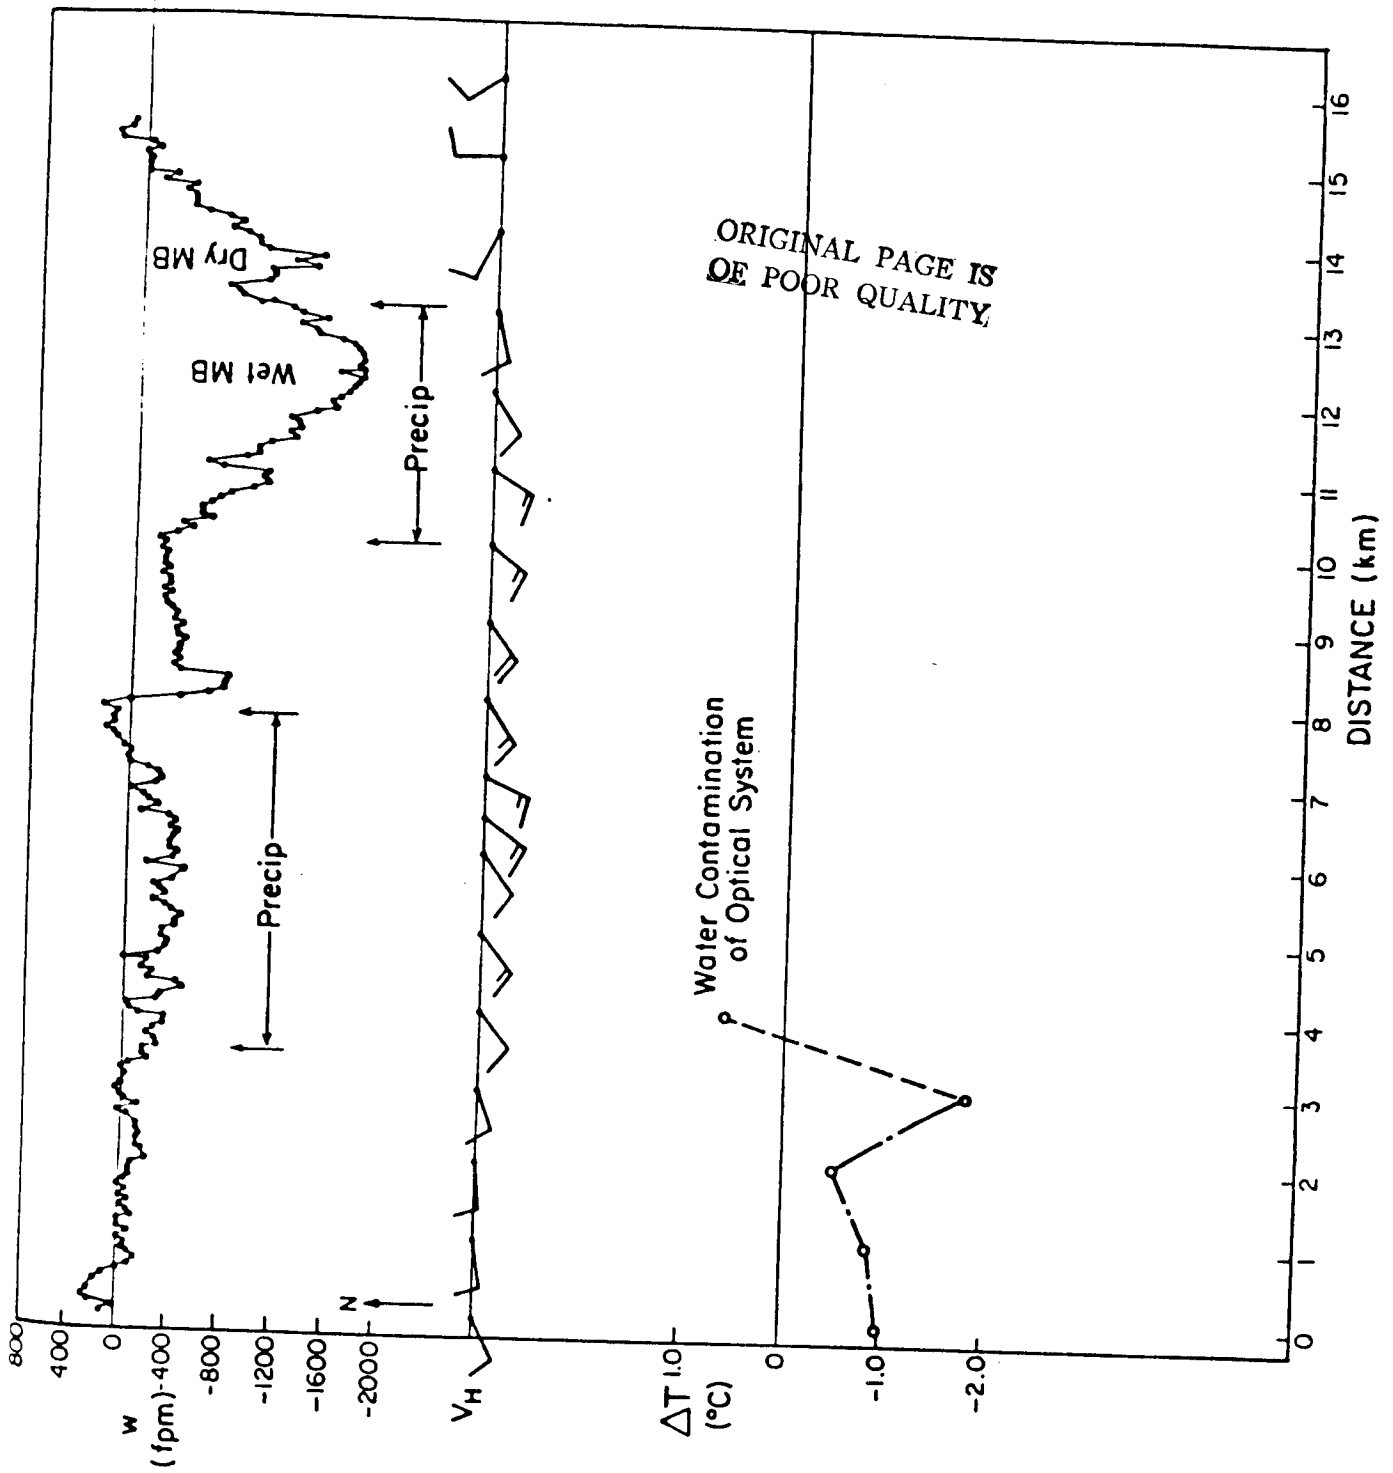 800
400
0
-400
-800
-1200
-1600
-2000
w
(fpm)
Dry MB
Wet MB
Precip
Precip
N
VH
ORIGINAL PAGE IS
OF POOR QUALITY
Water Contamination
of Optical System
ΔT
(°C)
1.0
0
-1.0
-2.0
0 1 2 3 4 5 6 7 8 9 10 11 12 13 14 15 16
DISTANCE (km)